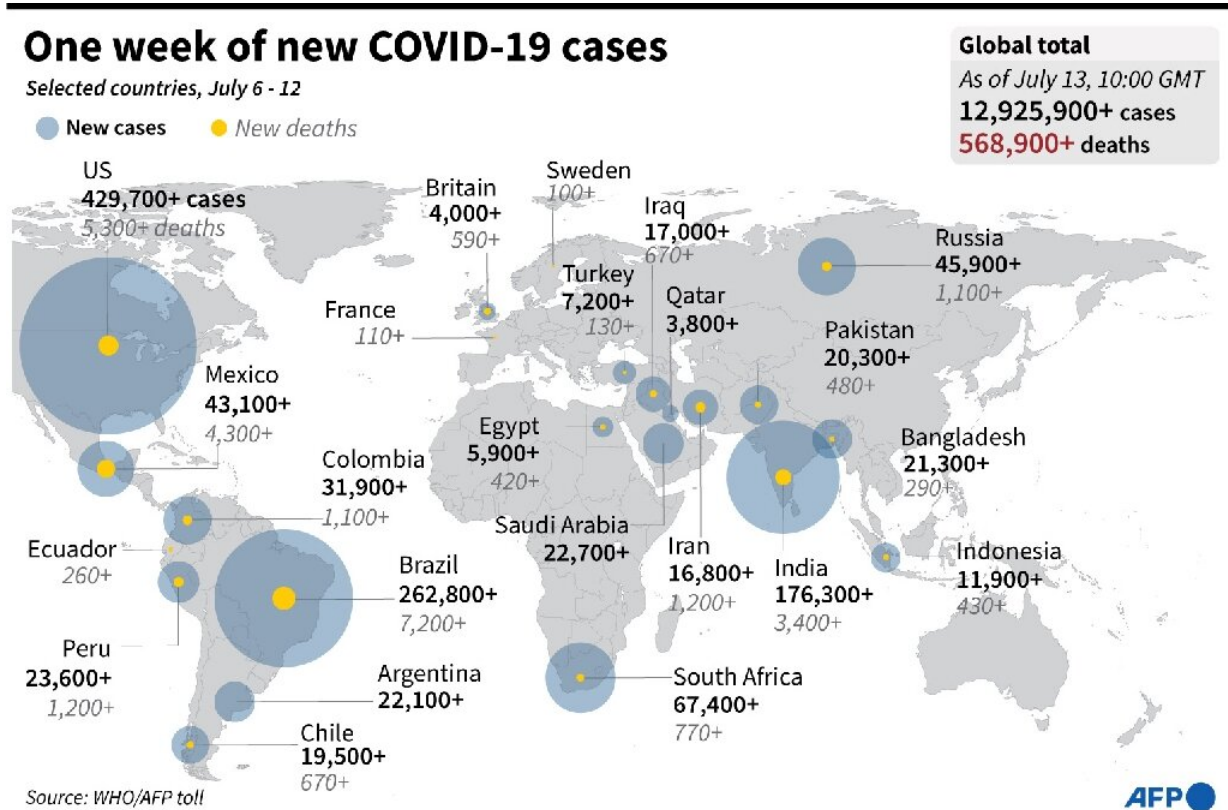 One week of new COVID-19 cases
Selected countries, July 6 - 12
New cases
New deaths
Global total
As of July 13, 10:00 GMT
12,925,900+ cases
568,900+ deaths
US
429,700+ cases
5,300+ deaths
Britain
4,000+
590+
Sweden
100+
Iraq
17,000+
670+
Russia
45,900+
1,100+
France
110+
Turkey
7,200+
130+
Qatar
3,800+
Pakistan
20,300+
480+
Mexico
43,100+
4,300+
Colombia
31,900+
1,100+
Egypt
5,900+
420+
Bangladesh
21,300+
290+
Saudi Arabia
22,700+
Ecuador
260+
Brazil
262,800+
7,200+
Iran
16,800+
1,200+
India
176,300+
3,400+
Indonesia
11,900+
430+
Peru
23,600+
1,200+
Argentina
22,100+
South Africa
67,400+
770+
Chile
19,500+
670+
Source: WHO/AFP toll
AFP